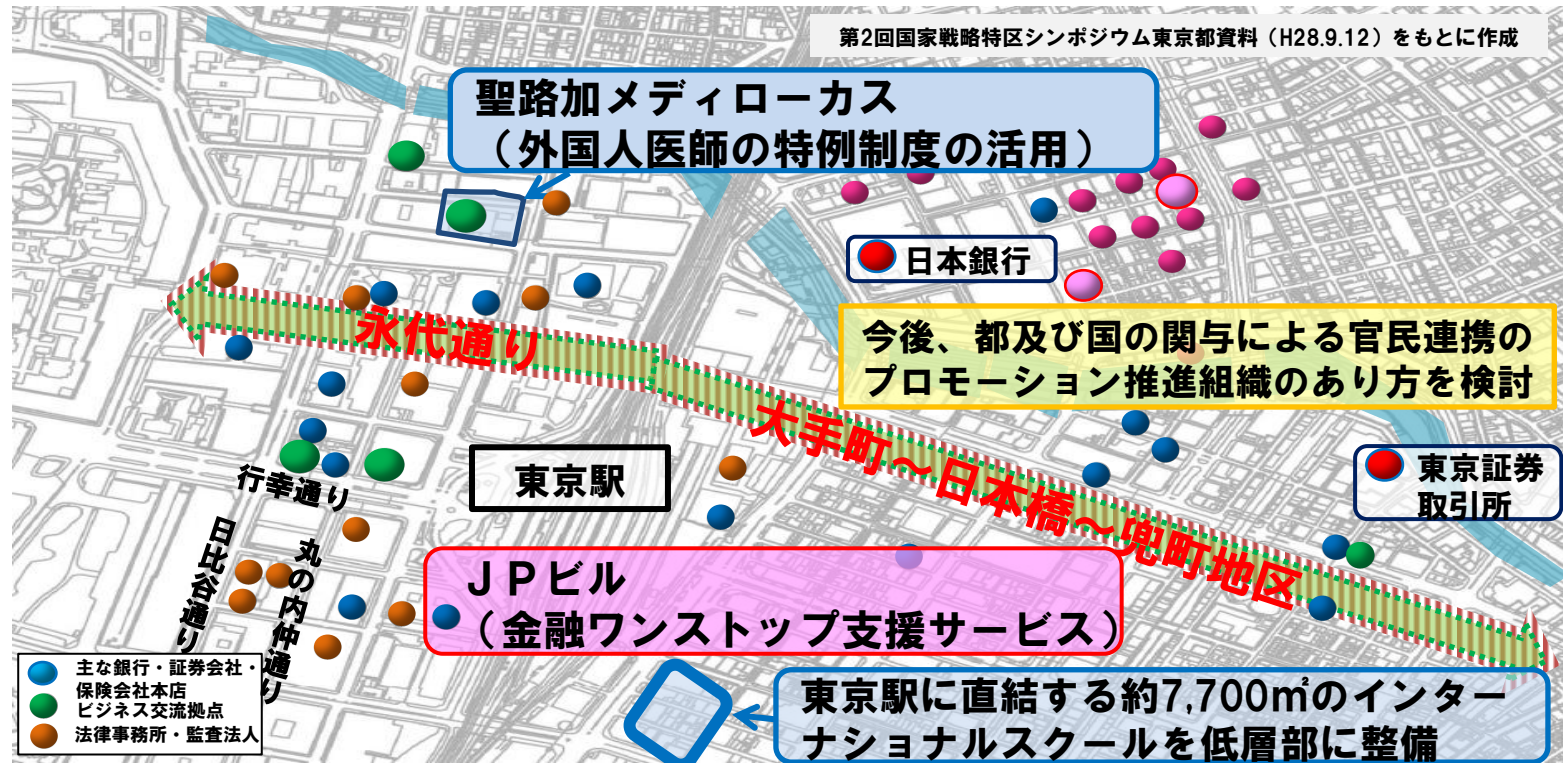 第2回国家戦略特区シンポジウム東京都資料（H28.9.12）をもとに作成
聖路加メディローカス
（外国人医師の特例制度の活用）
日本銀行
今後、都及び国の関与による官民連携の
プロモーション推進組織のあり方を検討
永代通り
大手町～日本橋～兜町地区
東京駅
東京証券
取引所
行幸通り
日比谷通り
丸の内仲通り
ＪＰビル
（金融ワンストップ支援サービス）
主な銀行・証券会社・
保険会社本店
ビジネス交流拠点
法律事務所・監査法人
東京駅に直結する約7,700㎡のインター
ナショナルスクールを低層部に整備